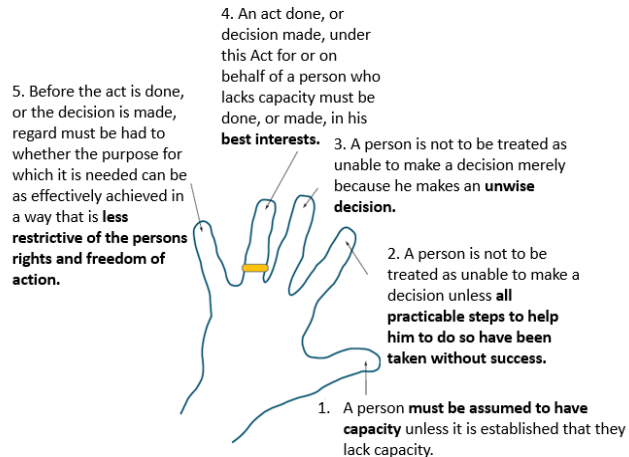 4. An act done, or
decision made, under
this Act for or on
behalf of a person who
lacks capacity must be
done, or made, in his
best interests.
5. Before the act is done,
or the decision is made,
regard must be had to
whether the purpose for
which it is needed can be
as effectively achieved in
a way that is less
restrictive of the persons
rights and freedom of
action.
3. A person is not to be treated as
unable to make a decision merely
because he makes an unwise
decision.
2. A person is not to be
treated as unable to make a
decision unless all
practicable steps to help
him to do so have been
taken without success.
1. A person must be assumed to have
capacity unless it is established that they
lack capacity.